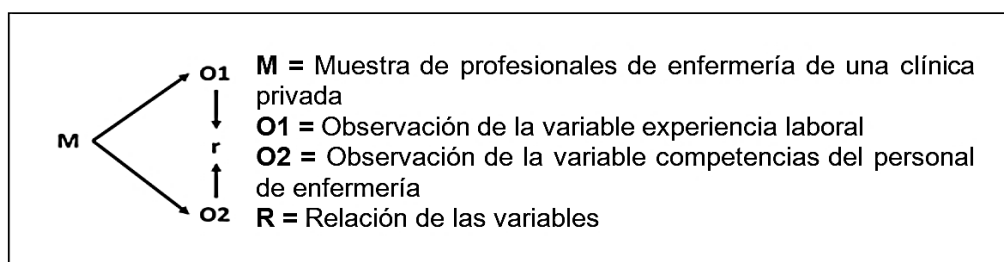 O1
M
r
O2
M = Muestra de profesionales de enfermería de una clínica
privada
O1 = Observación de la variable experiencia laboral
O2 = Observación de la variable competencias del personal
de enfermería
R = Relación de las variables